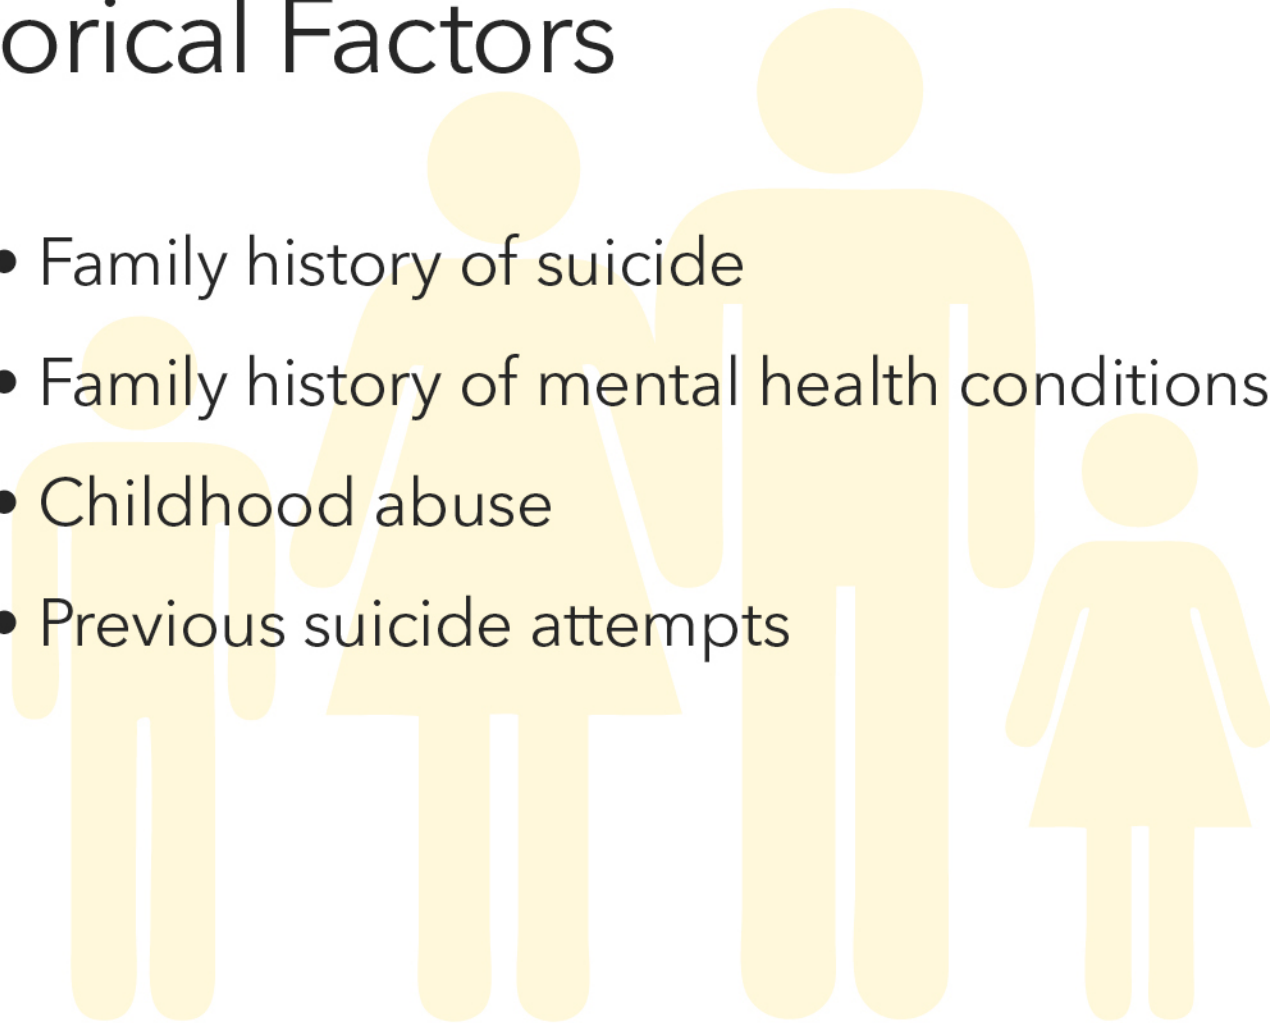 orical Factors
• Family history of suicide
• Family history of mental health conditions
• Childhood abuse
• Previous suicide attempts